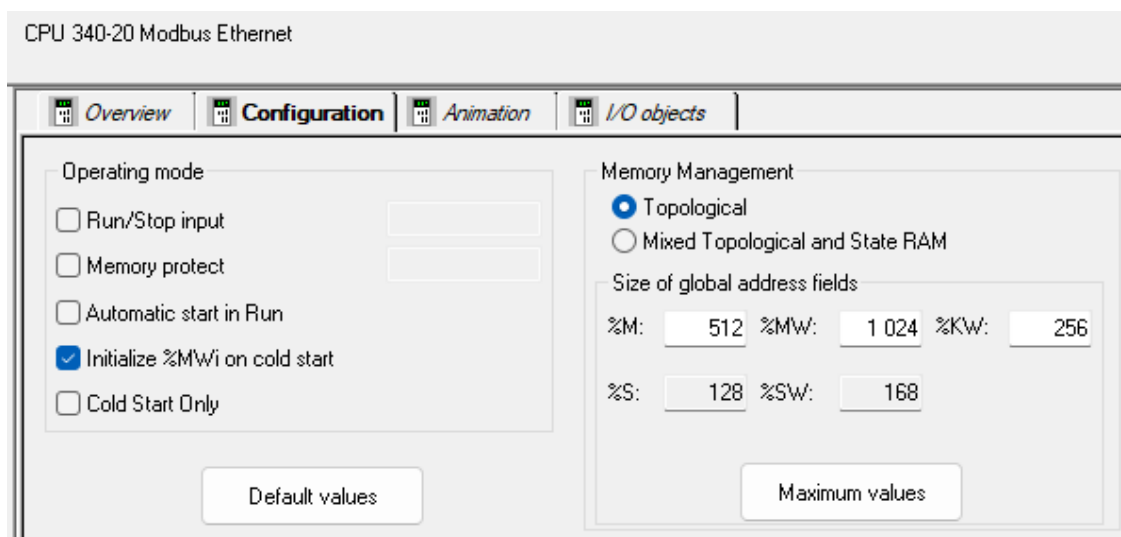 CPU 340-20 Modbus Ethernet
Overview Configuration Animation I/O objects
Operating mode
Run/Stop input
Memory protect
Automatic start in Run
Initialize %MWi on cold start
Cold Start Only
Default values
Memory Management
Topological
Mixed Topological and State RAM
Size of global address fields
%M: 512 %MW: 1 024 %KW: 256
%S: 128 %SW: 168
Maximum values